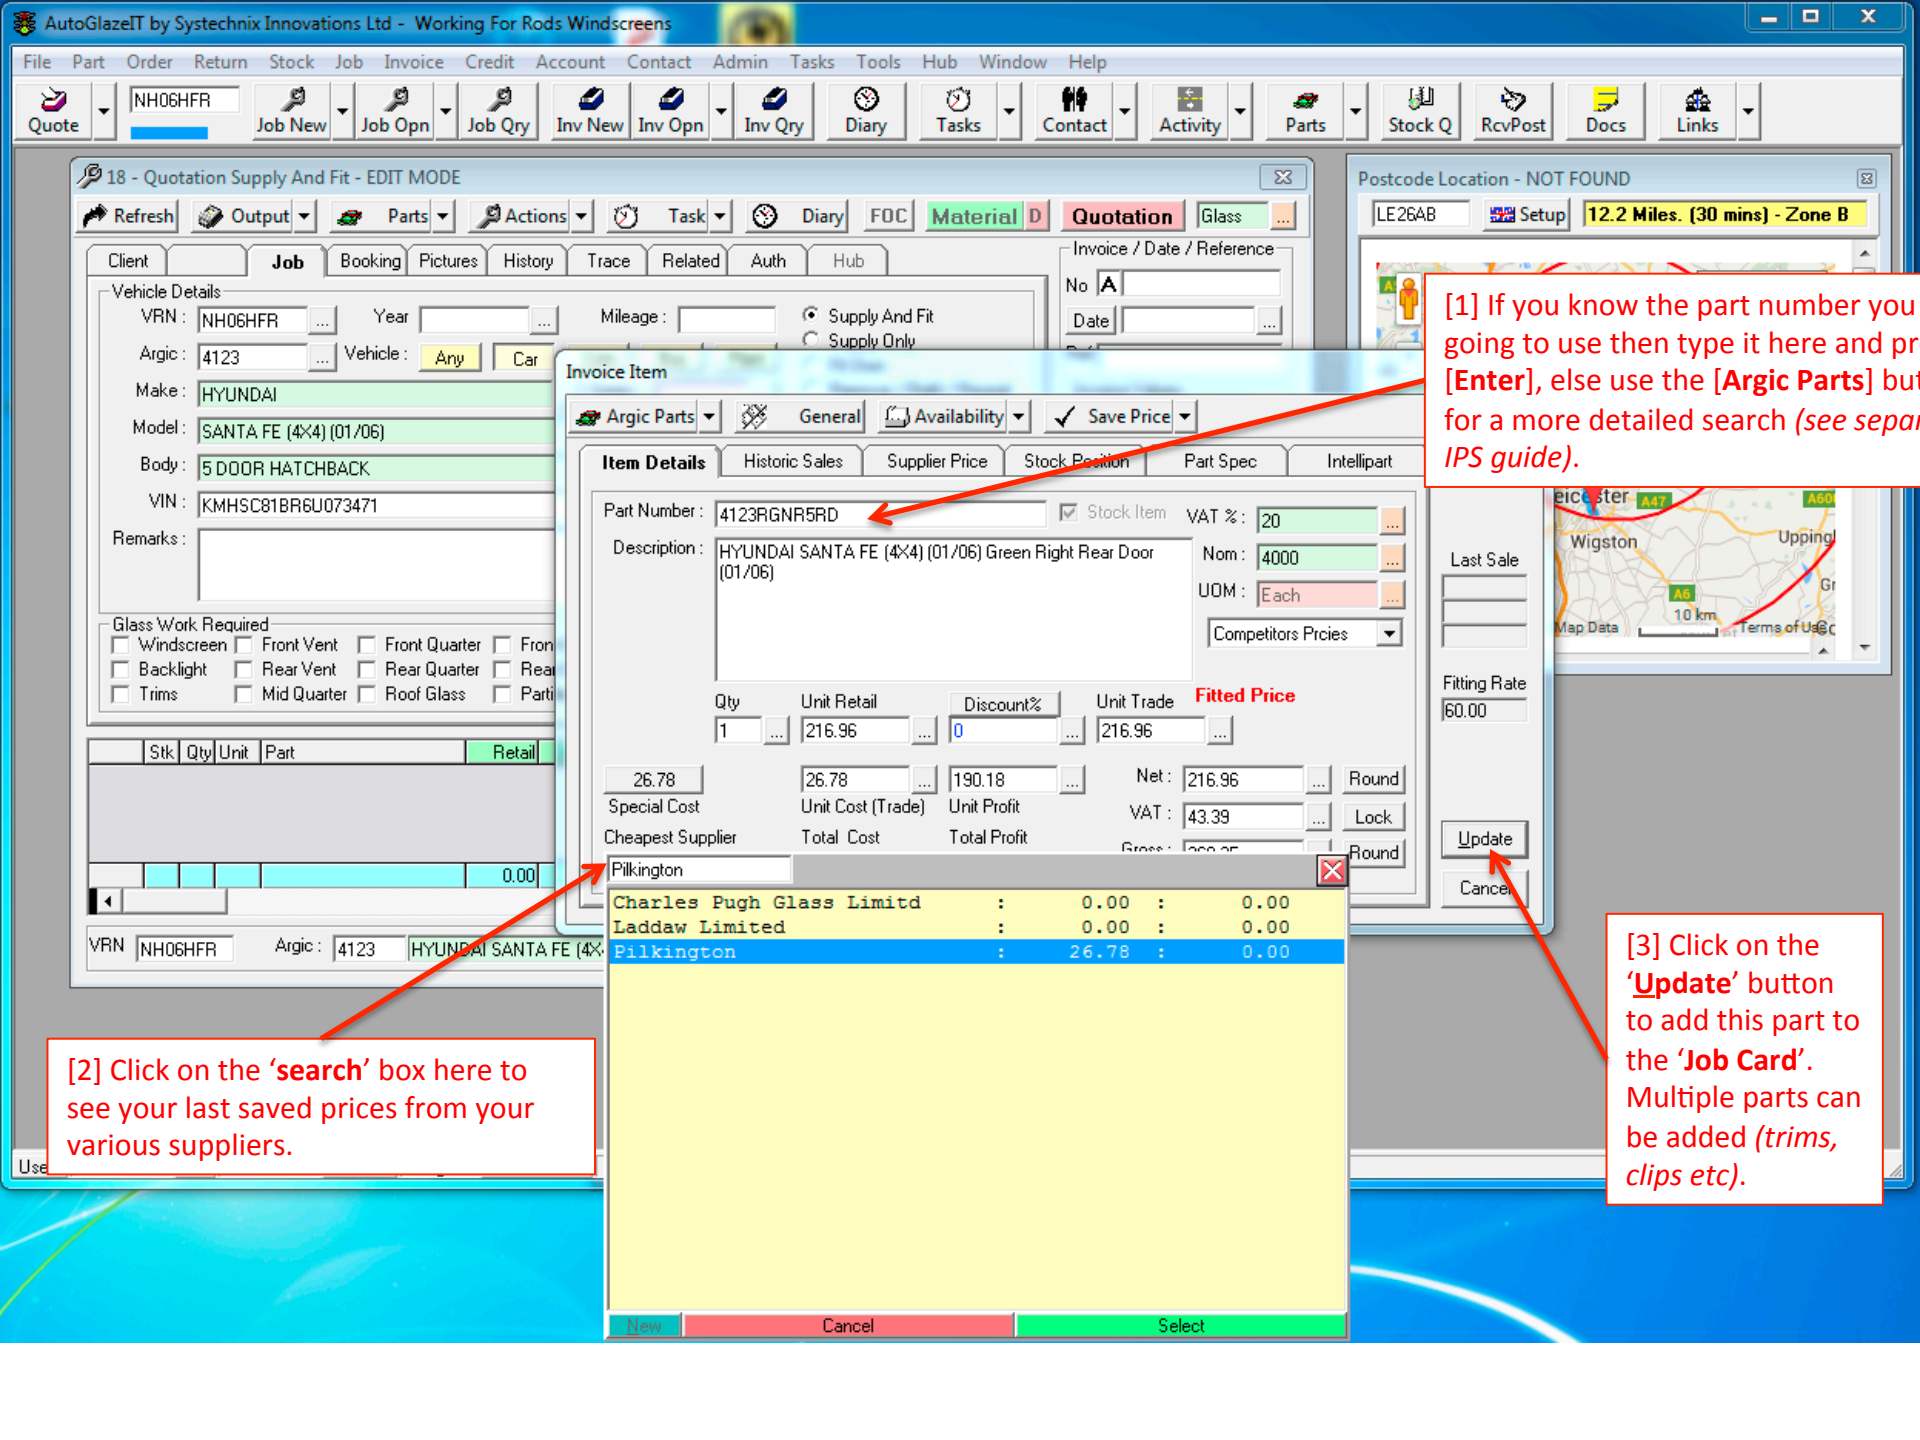 AutoGlazeIT by Systechnix Innovations Ltd - Working For Rods Windscreens
File Part Order Return Stock Job Invoice Credit Account Contact Admin Tasks Tools Hub Window Help
Quote NH06HFR Job New Job Opn Job Qry Inv New Inv Opn Inv Qry Diary Tasks Contact Activity Parts Stock Q RcvPost Docs Links
18 - Quotation Supply And Fit - EDIT MODE
Refresh Output Parts Actions Task Diary FOC Material D Quotation Glass ...
Client Job Booking Pictures History Trace Related Auth Hub
Invoice / Date / Reference
No A
Date ...
Vehicle Details
VRN : NH06HFR ... Year ... Mileage : Supply And Fit
Supply Only
Argic : 4123 ... Vehicle : Any Car
Make : HYUNDAI
Model : SANTA FE (4X4) (01/06)
Body : 5 DOOR HATCHBACK
VIN : KMHSC81BR6U073471
Remarks :
Glass Work Required
Windscreen Front Vent Front Quarter Fron
Backlight Rear Vent Rear Quarter Rea
Trims Mid Quarter Roof Glass Parti
Stk Qty Unit Part Retail
0.00
VRN NH06HFR Argic : 4123 HYUNDAI SANTA FE (4X
Use
Postcode Location - NOT FOUND
LE26AB Setup 12.2 Miles. (30 mins) - Zone B
A47
Wigston Upping
A6
10 km
Map Data Terms of Use
[1] If you know the part number you
going to use then type it here and pr
[Enter], else use the [Argic Parts] but
for a more detailed search (see separ
IPS guide).
Invoice Item
Argic Parts General Availability Save Price
Item Details Historic Sales Supplier Price Stock Position Part Spec Intellipart
Part Number : 4123RGNR5RD Stock Item VAT % : 20 ...
Description : HYUNDAI SANTA FE (4X4) (01/06) Green Right Rear Door
(01/06)
Nom : 4000 ...
UOM : Each ...
Competitors Prcies
Last Sale
Fitting Rate
60.00
Qty Unit Retail Discount% Unit Trade Fitted Price
1 ... 216.96 ... 0 ... 216.96 ...
26.78 26.78 ... 190.18 ... Net : 216.96 ... Round
Special Cost Unit Cost (Trade) Unit Profit VAT : 43.39 ... Lock
Cheapest Supplier Total Cost Total Profit Gross : Round
Update
Cancel
Pilkington
Charles Pugh Glass Limitd : 0.00 : 0.00
Laddaw Limited : 0.00 : 0.00
Pilkington : 26.78 : 0.00
New Cancel Select
[2] Click on the ‘search’ box here to
see your last saved prices from your
various suppliers.
[3] Click on the
‘Update’ button
to add this part to
the ‘Job Card’.
Multiple parts can
be added (trims,
clips etc).